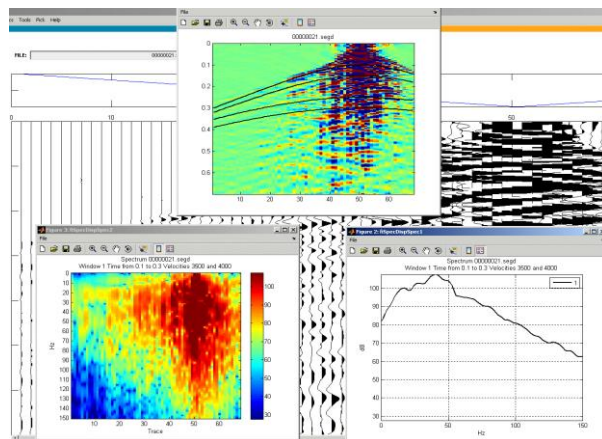 File
es Tools Pick Help
FILE:
00000021.
00000021.segd
0
0.1
0.2
0.3
0.4
0.5
0.6
10 20 30 40 50 60
0
10
50
Figure 3: fitSpecDispSpec2
File
Spectrum 00000021.segd
Window 1 Time from 0.1 to 0.3 Velocities 3500 and 4000
0
10
20
30
40
50
60
70
80
90
100
110
120
130
140
150
Hz
10 20 30 40 50 60
Trace
100
90
80
70
60
50
40
30
Figure 2: fitSpecDispSpec1
File
Spectrum 00000021.segd
Window 1 Time from 0.1 to 0.3 Velocities 3500 and 4000
1
100
90
80
70
60
50
40
30
dB
0 50 100 150
Hz